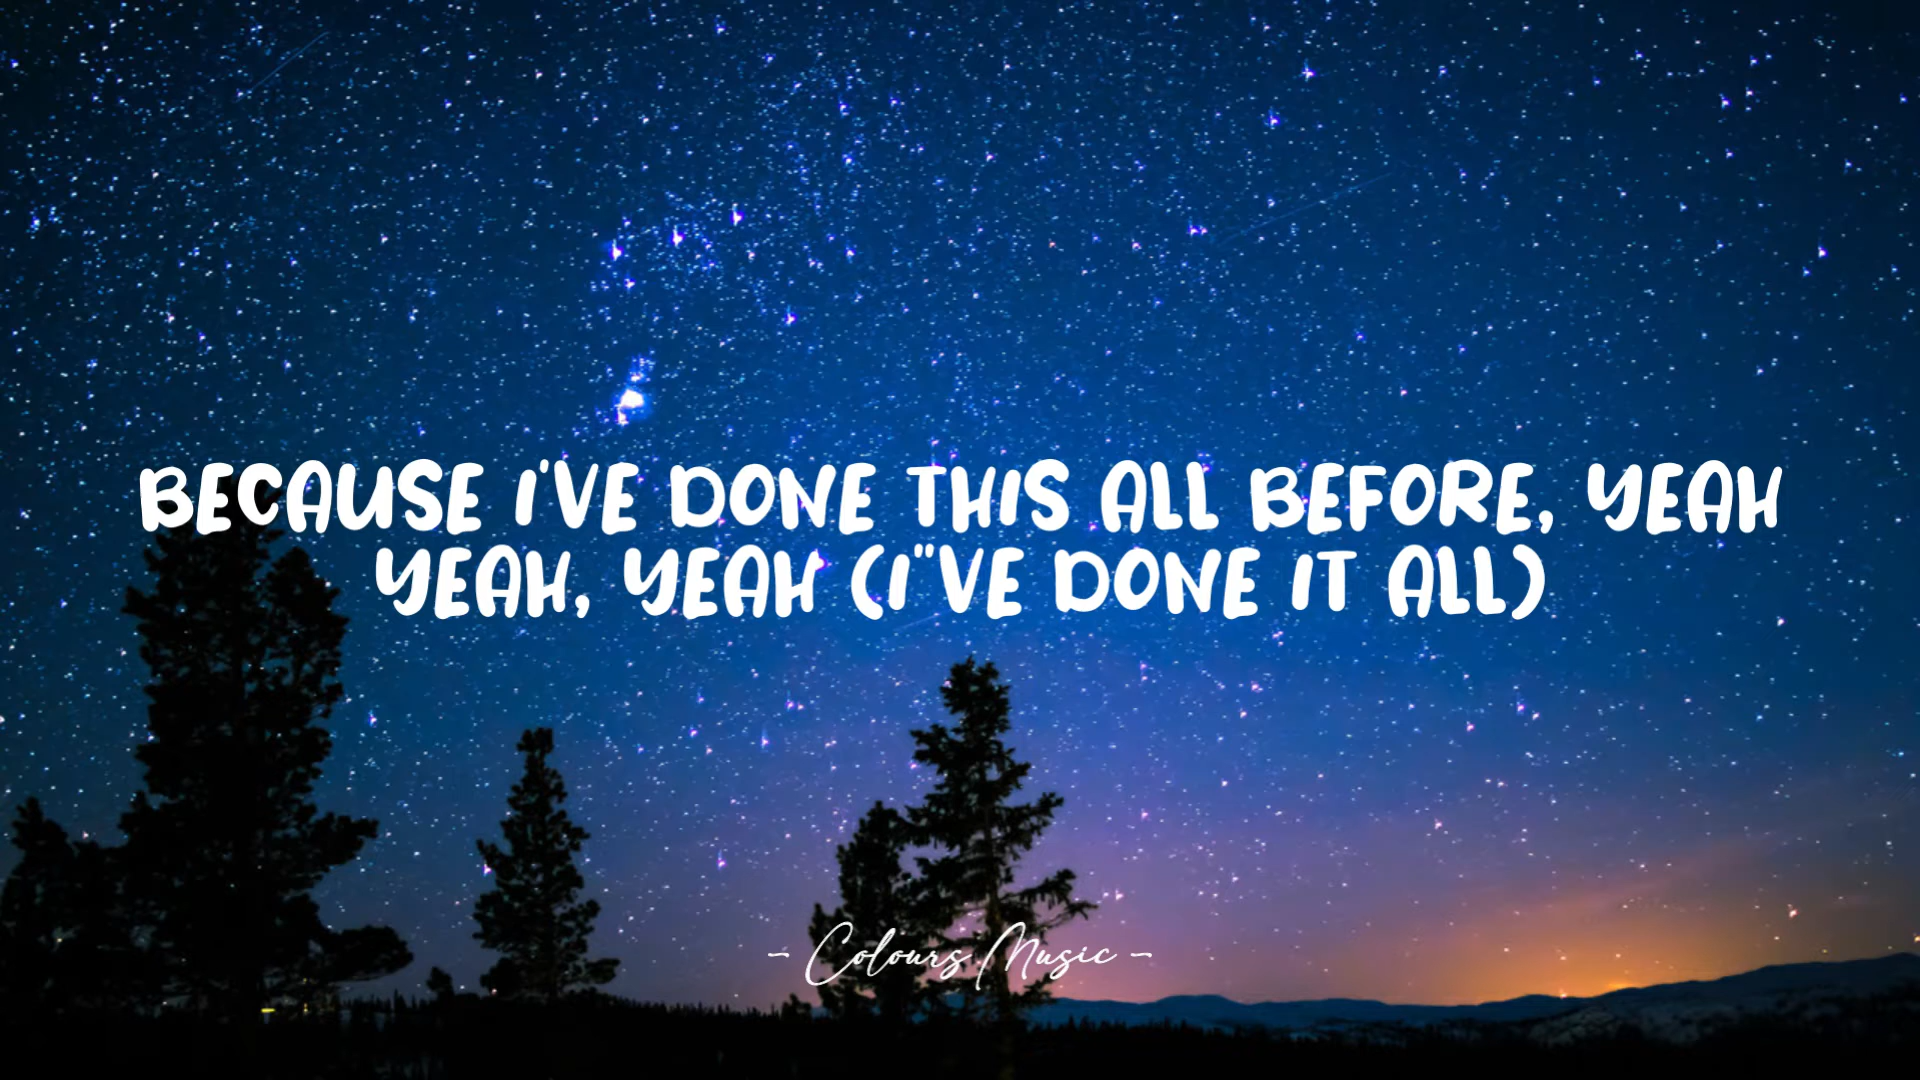 BECAUSE I'VE DONE THIS ALL BEFORE, YEAH
YEAH, YEAH (I"VE DONE IT ALL)
- Colours Music -